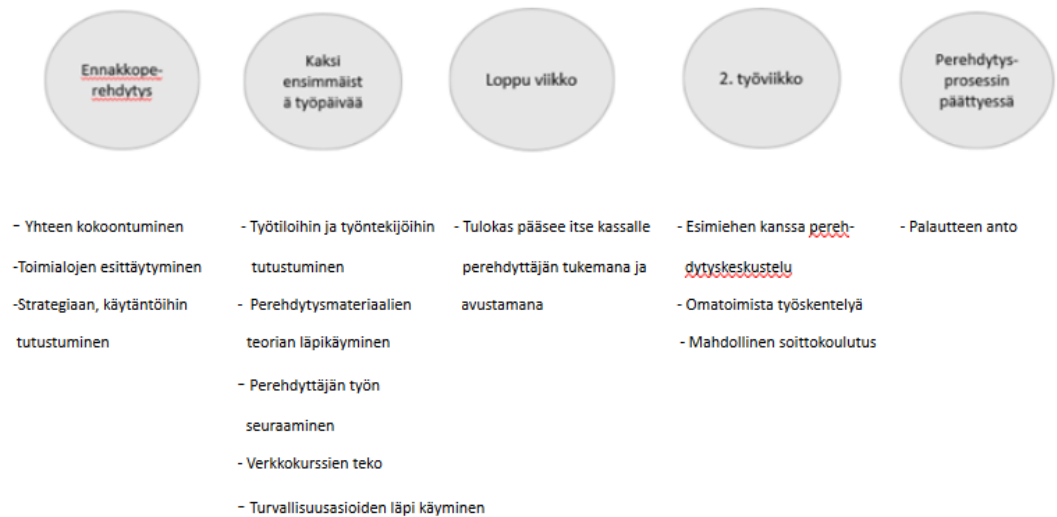 Ennakkope-
rehdytys
Kaksi
ensimmäist
ä työpäivää
Loppu viikko
2. työviikko
Perehdytys-
prosessin
päättyessä
- Yhteen kokoontuminen
-Toimialojen esittäytyminen
-Strategiaan, käytäntöihin
tutustuminen
- Työtiloihin ja työntekijöihin
tutustuminen
- Perehdytysmateriaalien
teorian läpikäyminen
- Perehdyttäjän työn
seuraaminen
- Verkkokurssien teko
- Turvallisuusasioiden läpi käyminen
- Tulokas pääsee itse kassalle
perehdyttäjän tukemana ja
avustamana
- Esimiehen kanssa pereh-
dytyskeskustelu
- Omatoimista työskentelyä
- Mahdollinen soittokoulutus
- Palautteen anto